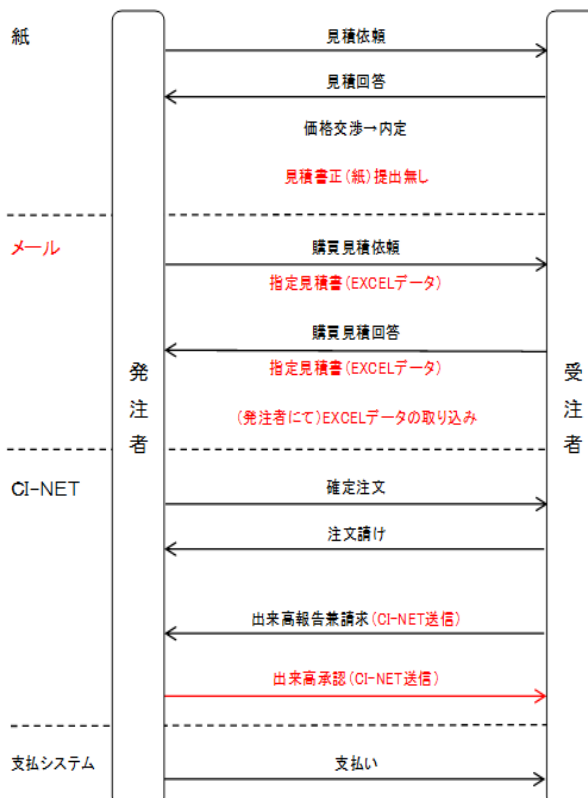 紙
見積依頼
見積回答
価格交渉→内定
見積書正(紙)提出無し
メール
購買見積依頼
指定見積書(EXCELデータ)
購買見積回答
指定見積書(EXCELデータ)
(発注者にて)EXCELデータの取り込み
発注者
受注者
CI-NET
確定注文
注文請け
出来高報告兼請求(CI-NET送信)
出来高承認(CI-NET送信)
支払システム
支払い